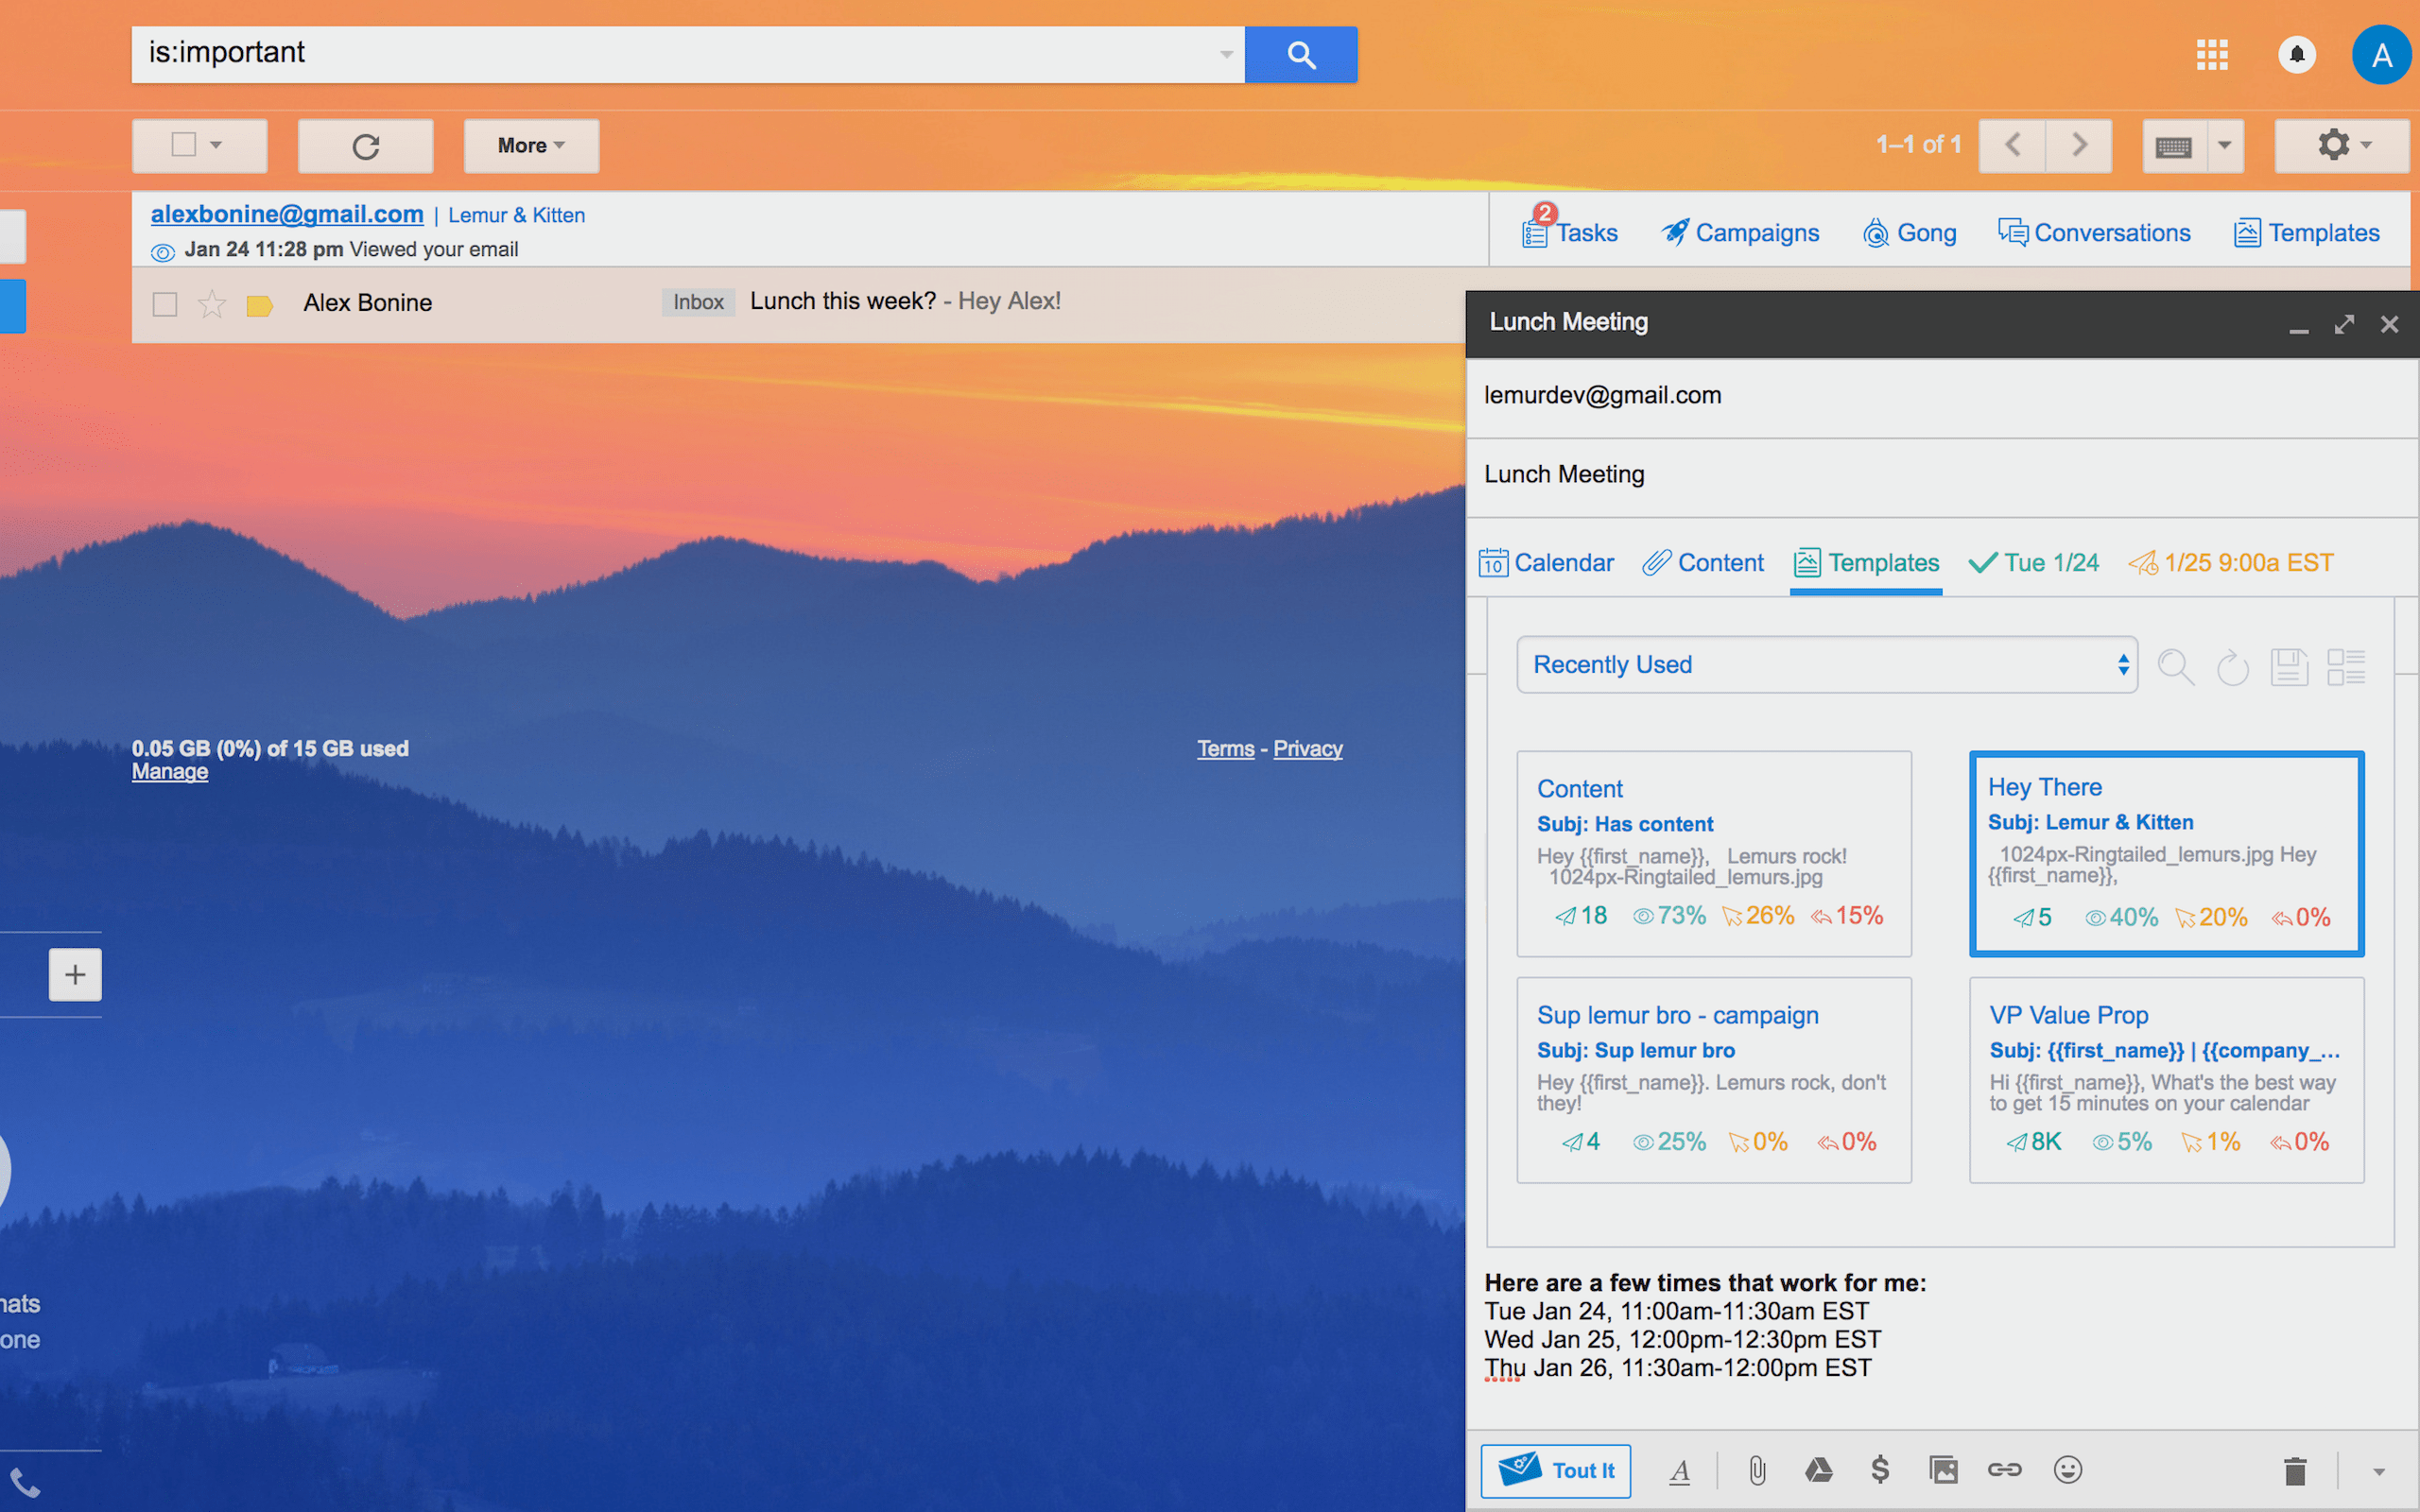 is:important
A
More
1–1 of 1
alexbonine@gmail.com | Lemur & Kitten
Jan 24 11:28 pm Viewed your email
2
Tasks
Campaigns
Gong
Conversations
Templates
Alex Bonine
Inbox
Lunch this week? - Hey Alex!
0.05 GB (0%) of 15 GB used
Manage
Terms - Privacy
+
hats
one
Lunch Meeting
lemurdev@gmail.com
Lunch Meeting
10 Calendar
Content
Templates
Tue 1/24
1/25 9:00a EST
Recently Used
Content
Subj: Has content
Hey {{first_name}}, Lemurs rock!
1024px-Ringtailed_lemurs.jpg
18 73% 26% 15%
Hey There
Subj: Lemur & Kitten
1024px-Ringtailed_lemurs.jpg Hey
{{first_name}},
5 40% 20% 0%
Sup lemur bro - campaign
Subj: Sup lemur bro
Hey {{first_name}}. Lemurs rock, don't
they!
4 25% 0% 0%
VP Value Prop
Subj: {{first_name}} | {{company_...
Hi {{first_name}}, What's the best way
to get 15 minutes on your calendar
8K 5% 1% 0%
Here are a few times that work for me:
Tue Jan 24, 11:00am-11:30am EST
Wed Jan 25, 12:00pm-12:30pm EST
Thu Jan 26, 11:30am-12:00pm EST
Tout It
A
$